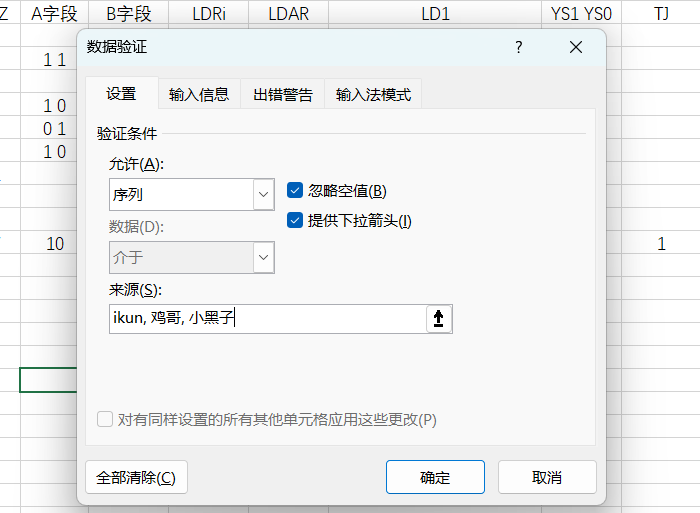 Z A字段 B字段 LDRi LDAR LD1 YS1 YS0 TJ
数据验证 ?
1 1
设置 输入信息 出错警告 输入法模式
1 0
0 1
验证条件
1 0
允许(A):
序列 忽略空值(B)
提供下拉箭头(I)
数据(D):
10 1
介于
来源(S):
ikun, 鸡哥, 小黑子
对有同样设置的所有其他单元格应用这些更改(P)
全部清除(C) 确定 取消